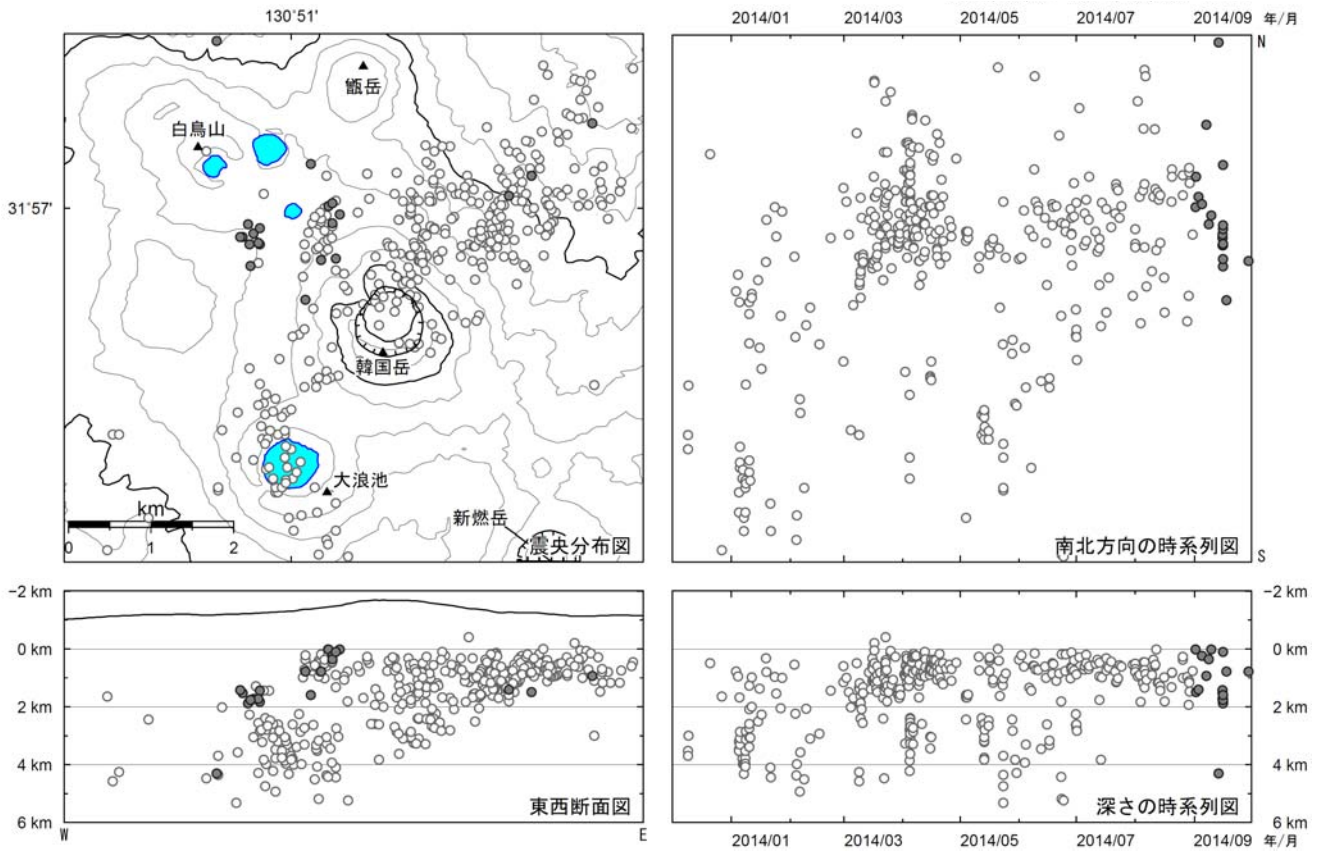 130°51'
2014/01 2014/03 2014/05 2014/07 2014/09 年/月
N
甑岳
白鳥山
31°57'
韓国岳
大浪池
km
新燃岳
0 1 2
震央分布図
南北方向の時系列図
S
−2 km
0 km
2 km
4 km
6 km
東西断面図
W E
−2 km
0 km
2 km
4 km
6 km
深さの時系列図
2014/01 2014/03 2014/05 2014/07 2014/09 年/月